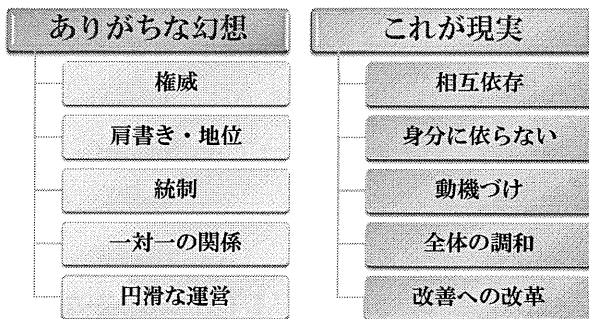 ありがちな幻想
権威
肩書き・地位
統制
一対一の関係
円滑な運営
これが現実
相互依存
身分に依らない
動機づけ
全体の調和
改善への改革